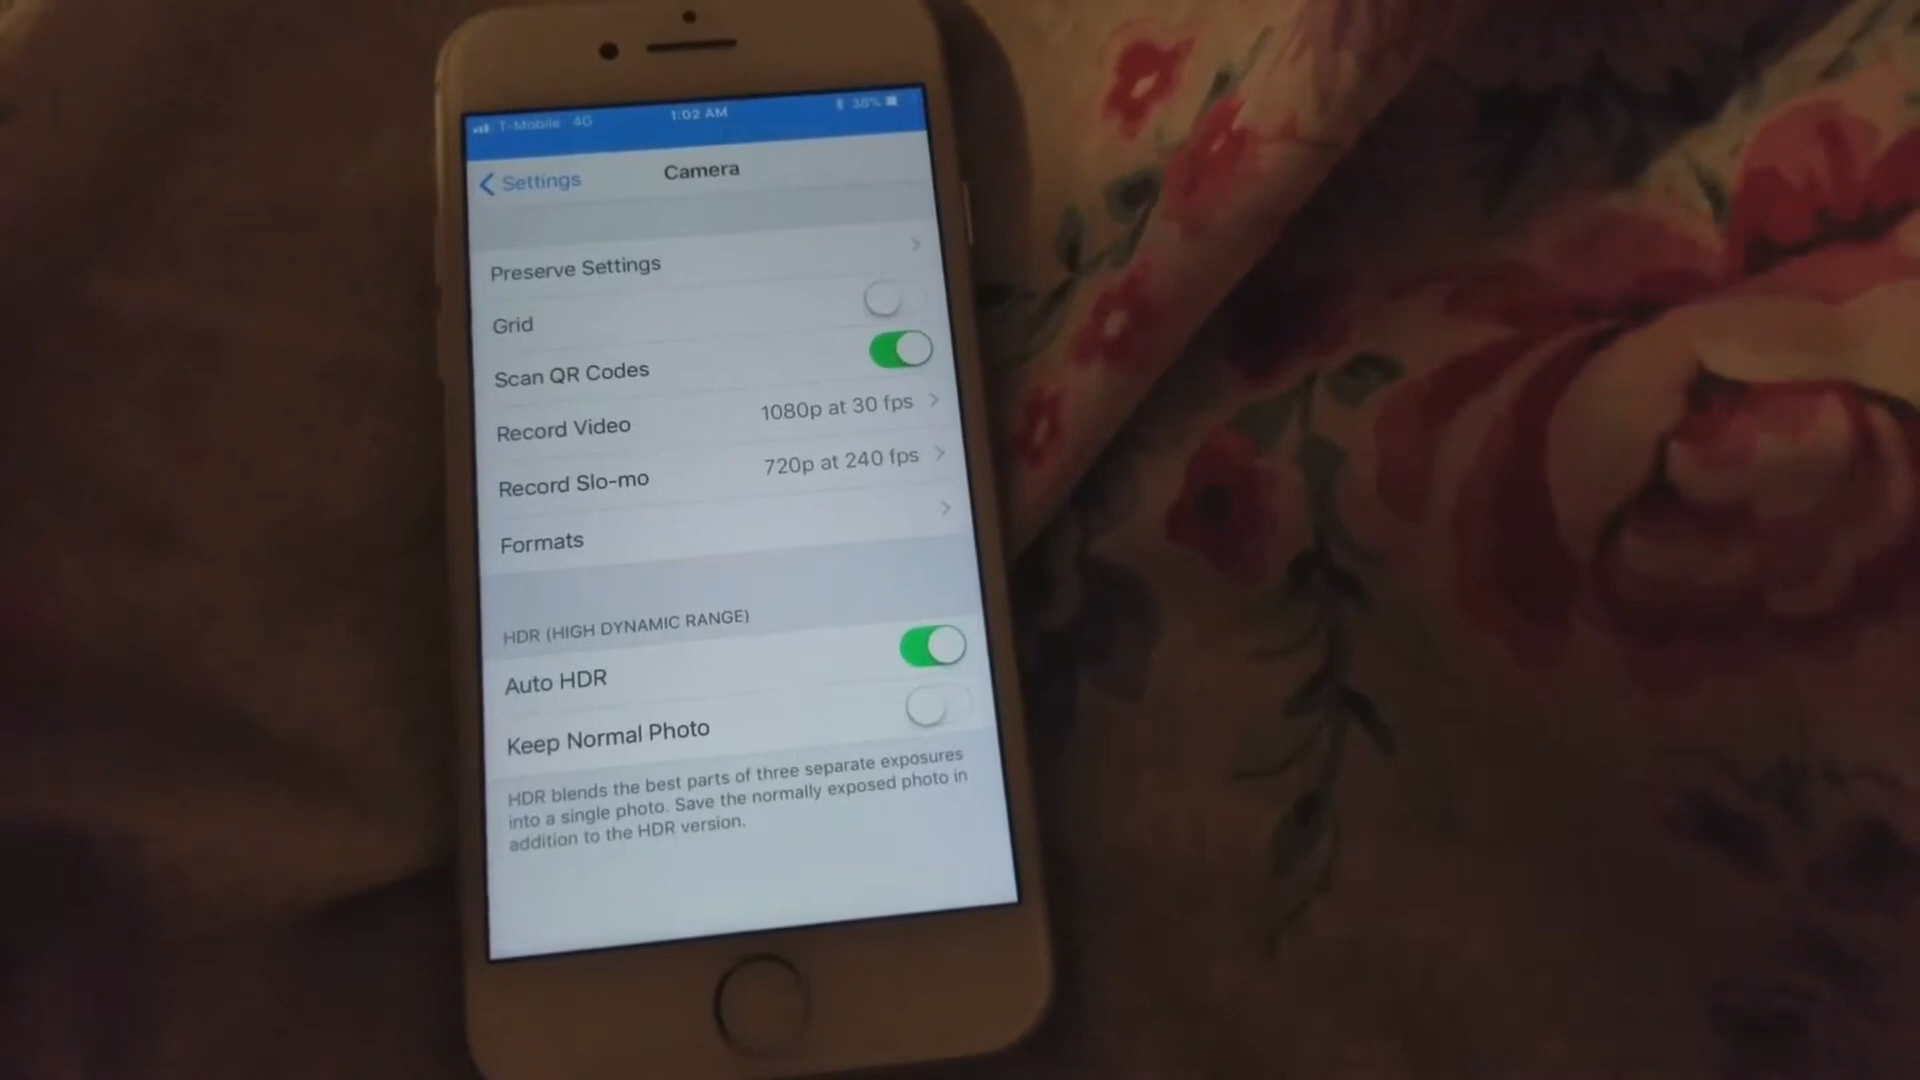 T-Mobile 4G 1:02 AM 38%
Settings Camera
Preserve Settings
Grid
Scan QR Codes
Record Video 1080p at 30 fps
Record Slo-mo 720p at 240 fps
Formats
HDR (HIGH DYNAMIC RANGE)
Auto HDR
Keep Normal Photo
HDR blends the best parts of three separate exposures
into a single photo. Save the normally exposed photo in
addition to the HDR version.